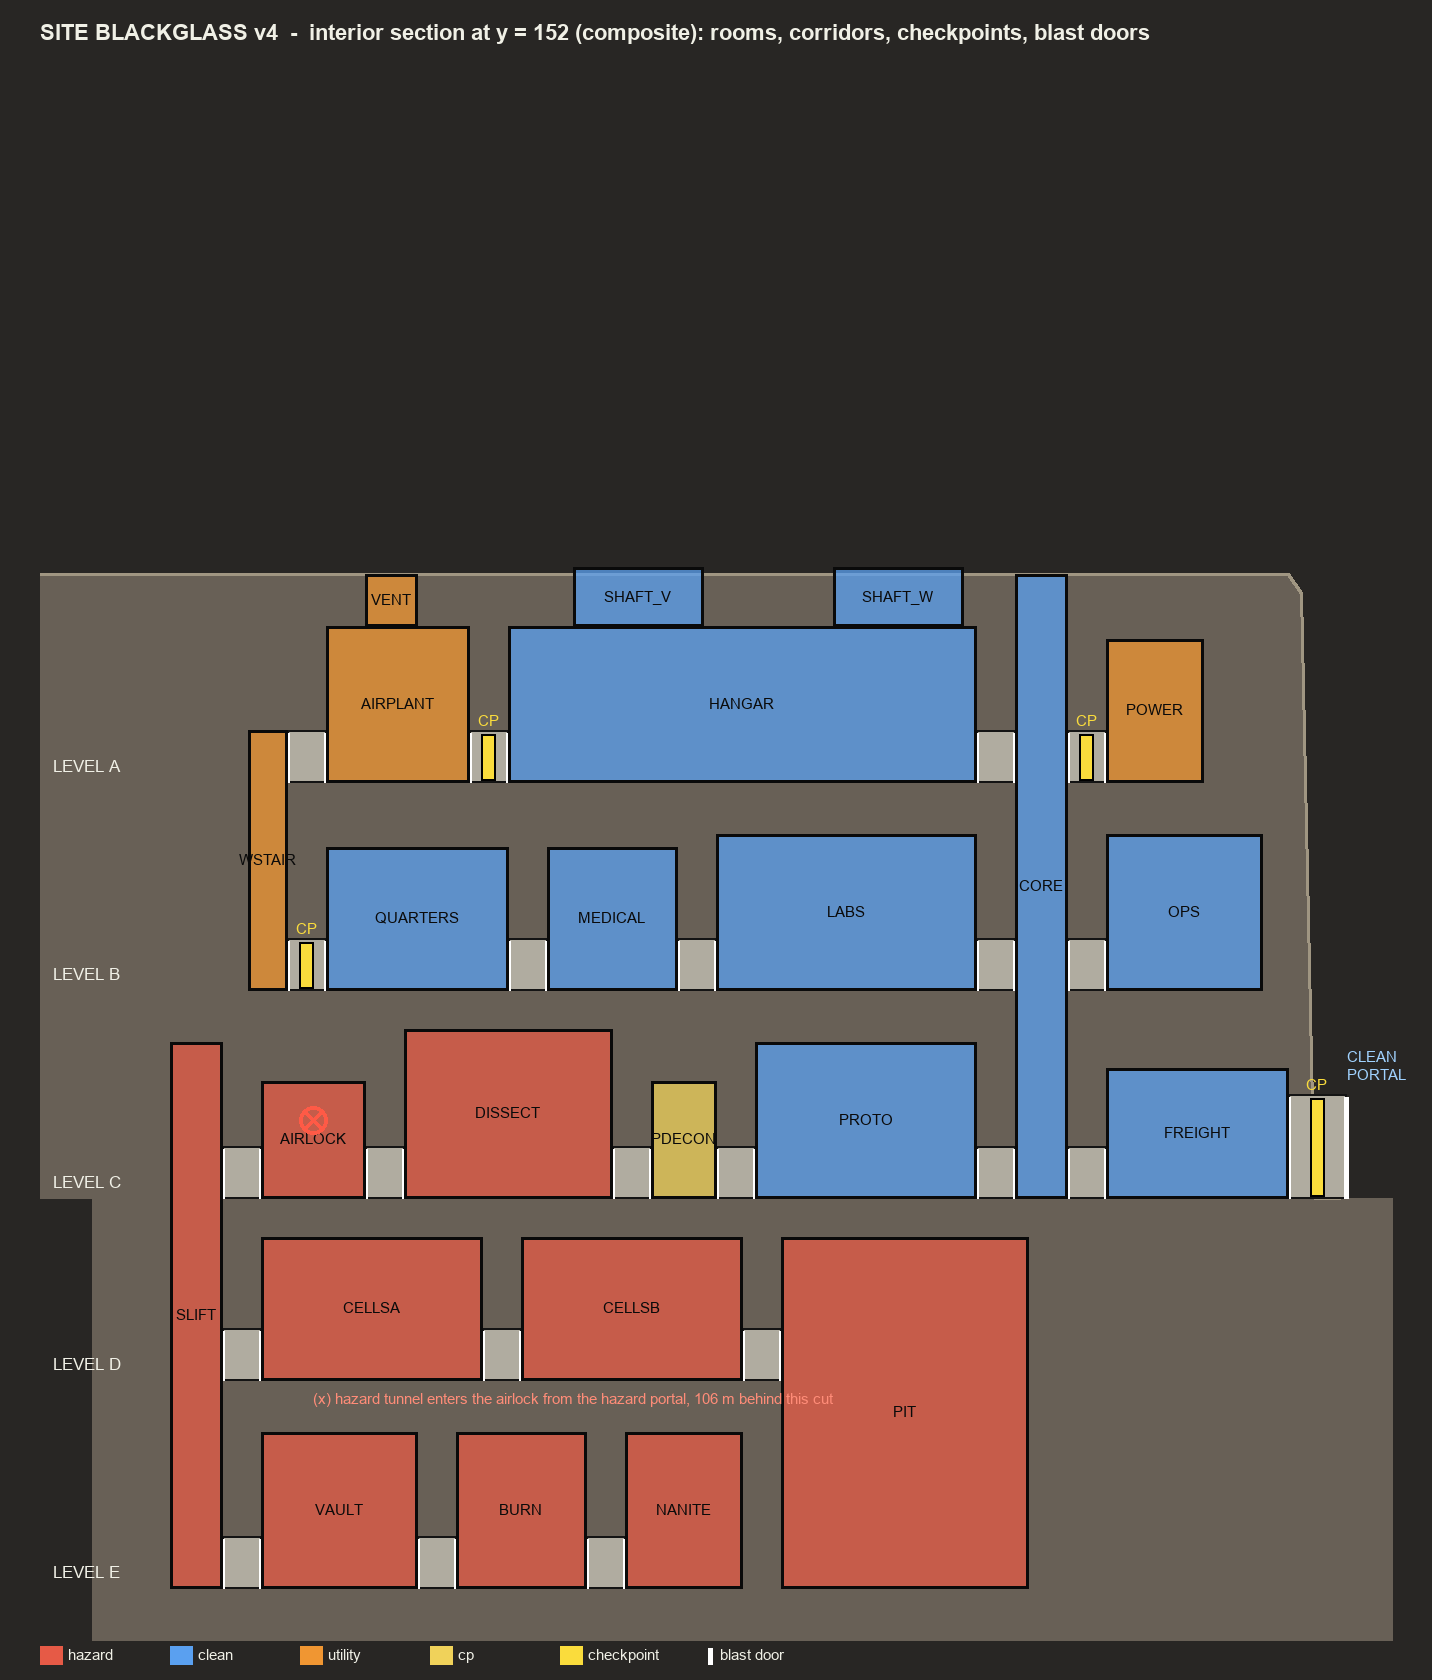 SITE BLACKGLASS v4 - interior section at y = 152 (composite): rooms, corridors, checkpoints, blast doors
VENT
SHAFT_V
SHAFT_W
AIRPLANT
CP
HANGAR
CP
POWER
LEVEL A
WSTAIR
CORE
CP
QUARTERS
MEDICAL
LABS
OPS
LEVEL B
CLEAN
PORTAL
CP
AIRLOCK
DISSECT
PDECON
PROTO
FREIGHT
LEVEL C
SLIFT
CELLSA
CELLSB
LEVEL D
(x) hazard tunnel enters the airlock from the hazard portal, 106 m behind this cut
PIT
VAULT
BURN
NANITE
LEVEL E
hazard
clean
utility
cp
checkpoint
blast door